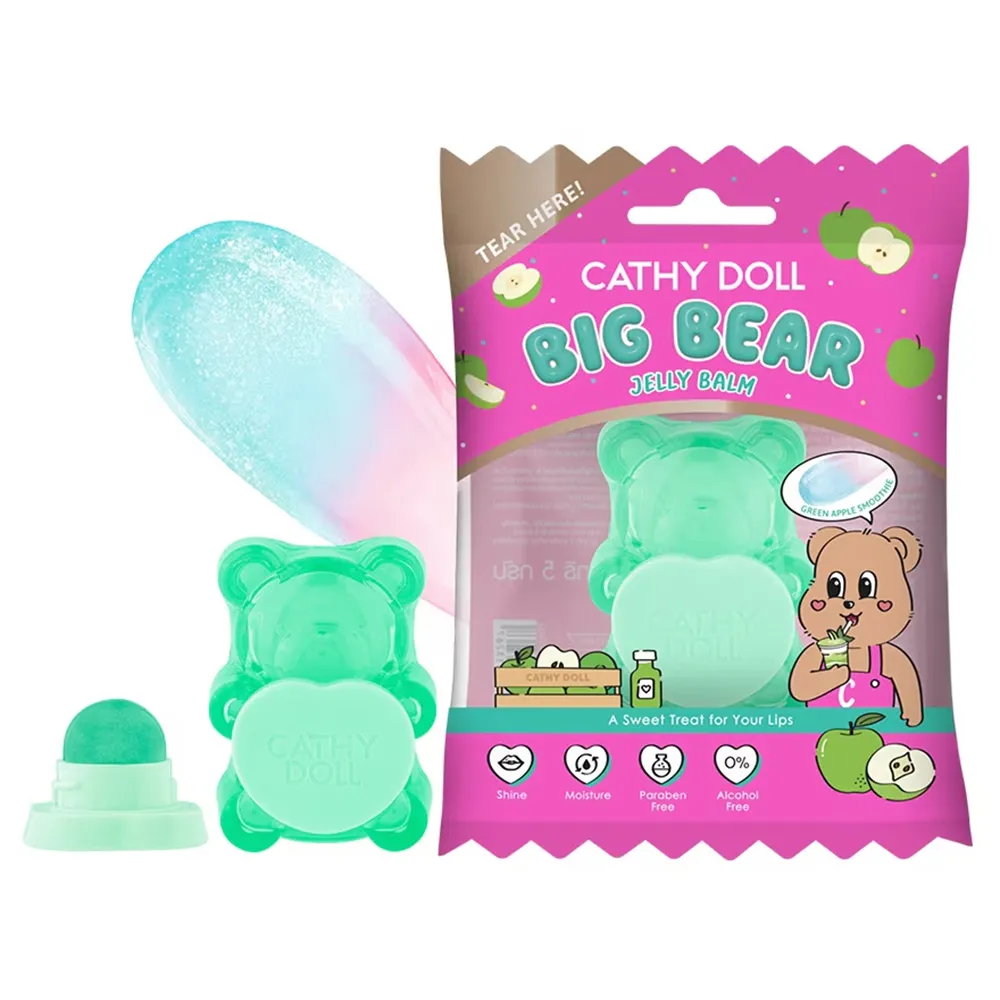 TEAR HERE!
CATHY DOLL
BIG BEAR
JELLY BALM
GREEN APPLE SMOOTHIE
CATHY
DOLL
CATHY DOLL
C
A Sweet Treat for Your Lips
Shine
Moisture
Paraben
Free
0%
Alcohol
Free
CATHY
DOLL